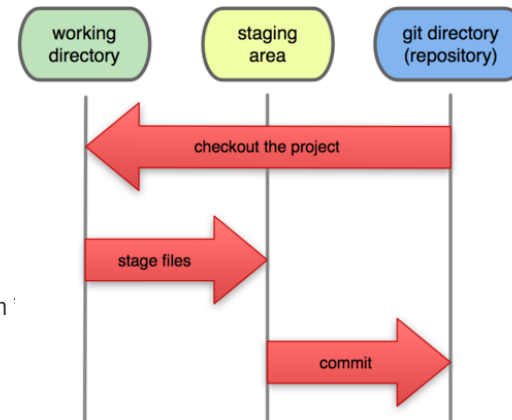 working
directory
staging
area
git directory
(repository)
checkout the project
stage files
n '
commit